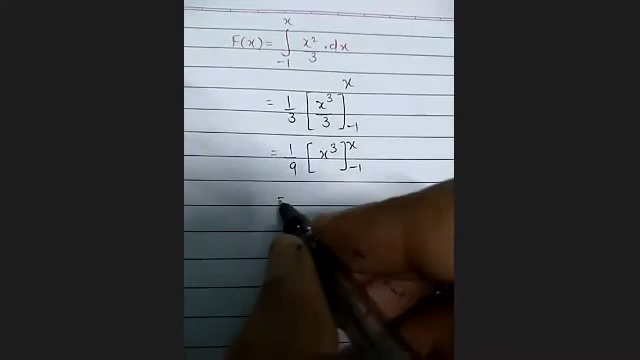 F(x) = ∫_{-1}^{x} x²/3 · dx
= 1/3 [x³/3]_{-1}^{x}
= 1/9 [x³]_{-1}^{x}
=